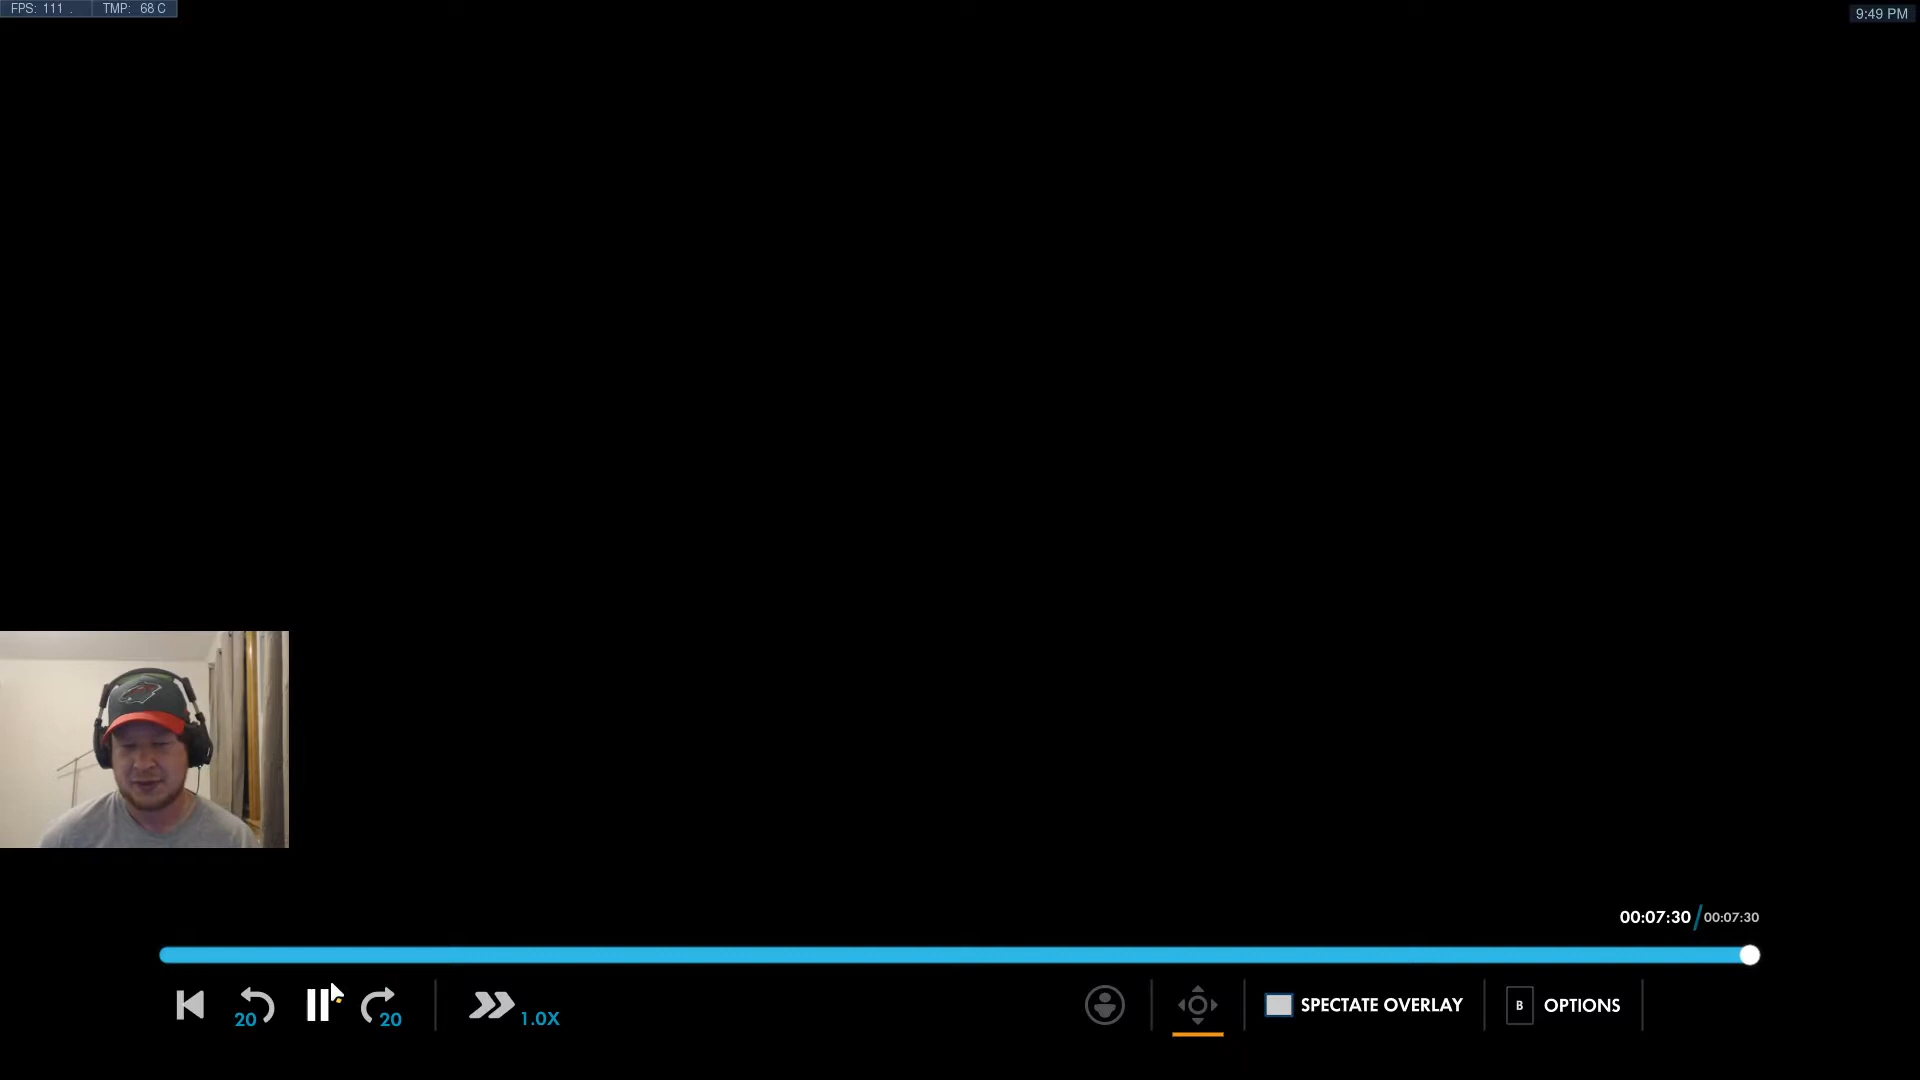 FPS: 111 . TMP: 68 C
9:49 PM
00:07:30/00:07:30
20
20
1.0X
SPECTATE OVERLAY
B OPTIONS